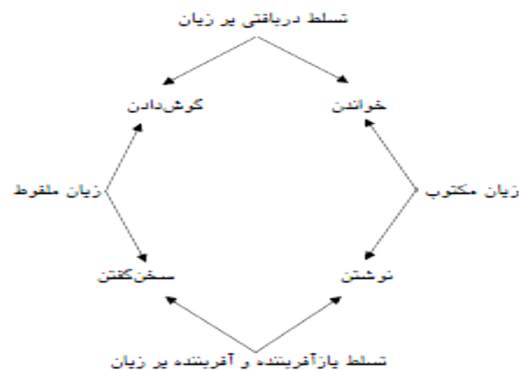 تسلط دریافتی بر زبان
خواندن
گوش‌دادن
زبان مکتوب
زبان ملفوظ
نوشتن
سخن‌گفتن
تسلط بازآفریننده و آفریننده بر زبان